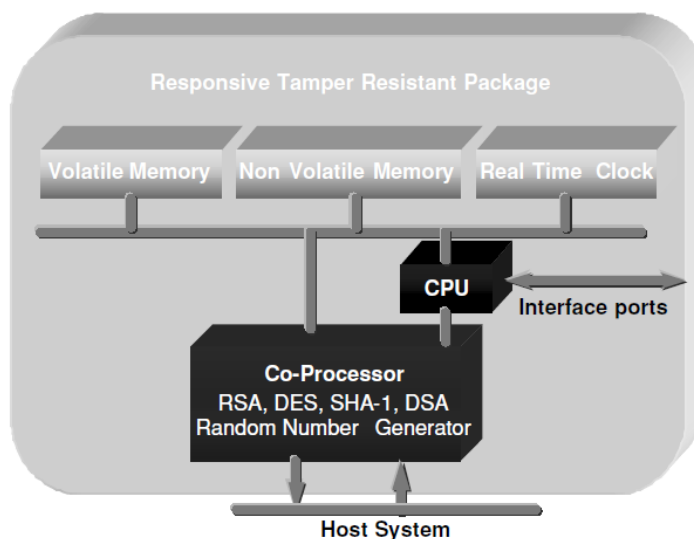 Responsive Tamper Resistant Package
Volatile Memory
Non Volatile Memory
Real Time Clock
CPU
Interface ports
Co-Processor
RSA, DES, SHA-1, DSA
Random Number Generator
Host System